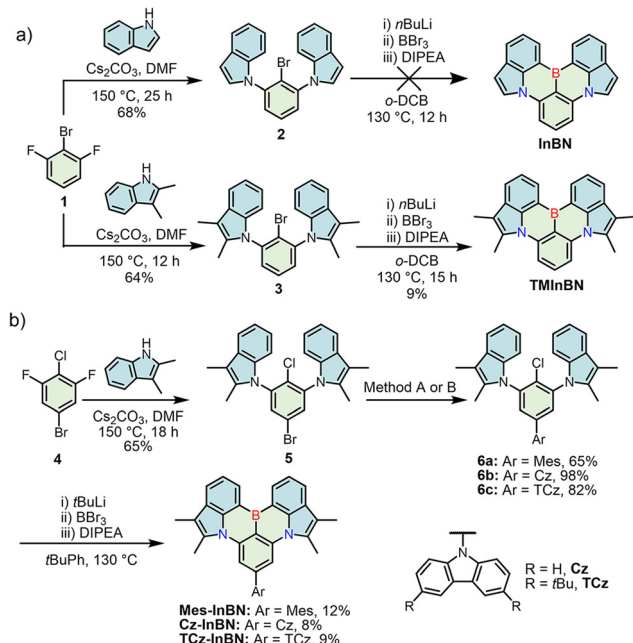 a)
H
N
Cs2CO3, DMF
150 °C, 25 h
68%
Br
N
N
2
i) nBuLi
ii) BBr3
iii) DIPEA
o-DCB
130 °C, 12 h
B
N
N
InBN
Br
F
F
1
H
N
Cs2CO3, DMF
150 °C, 12 h
64%
Br
N
N
3
i) nBuLi
ii) BBr3
iii) DIPEA
o-DCB
130 °C, 15 h
9%
B
N
N
TMInBN
b)
Cl
F
F
Br
4
H
N
Cs2CO3, DMF
150 °C, 18 h
65%
Cl
N
N
Br
5
Method A or B
Cl
N
N
Ar
6a: Ar = Mes, 65%
6b: Ar = Cz, 98%
6c: Ar = TCz, 82%
i) tBuLi
ii) BBr3
iii) DIPEA
tBuPh, 130 °C
B
N
N
Ar
Mes-InBN: Ar = Mes, 12%
Cz-InBN: Ar = Cz, 8%
TCz-InBN: Ar = TCz, 9%
N
R
R
R = H, Cz
R = tBu, TCz